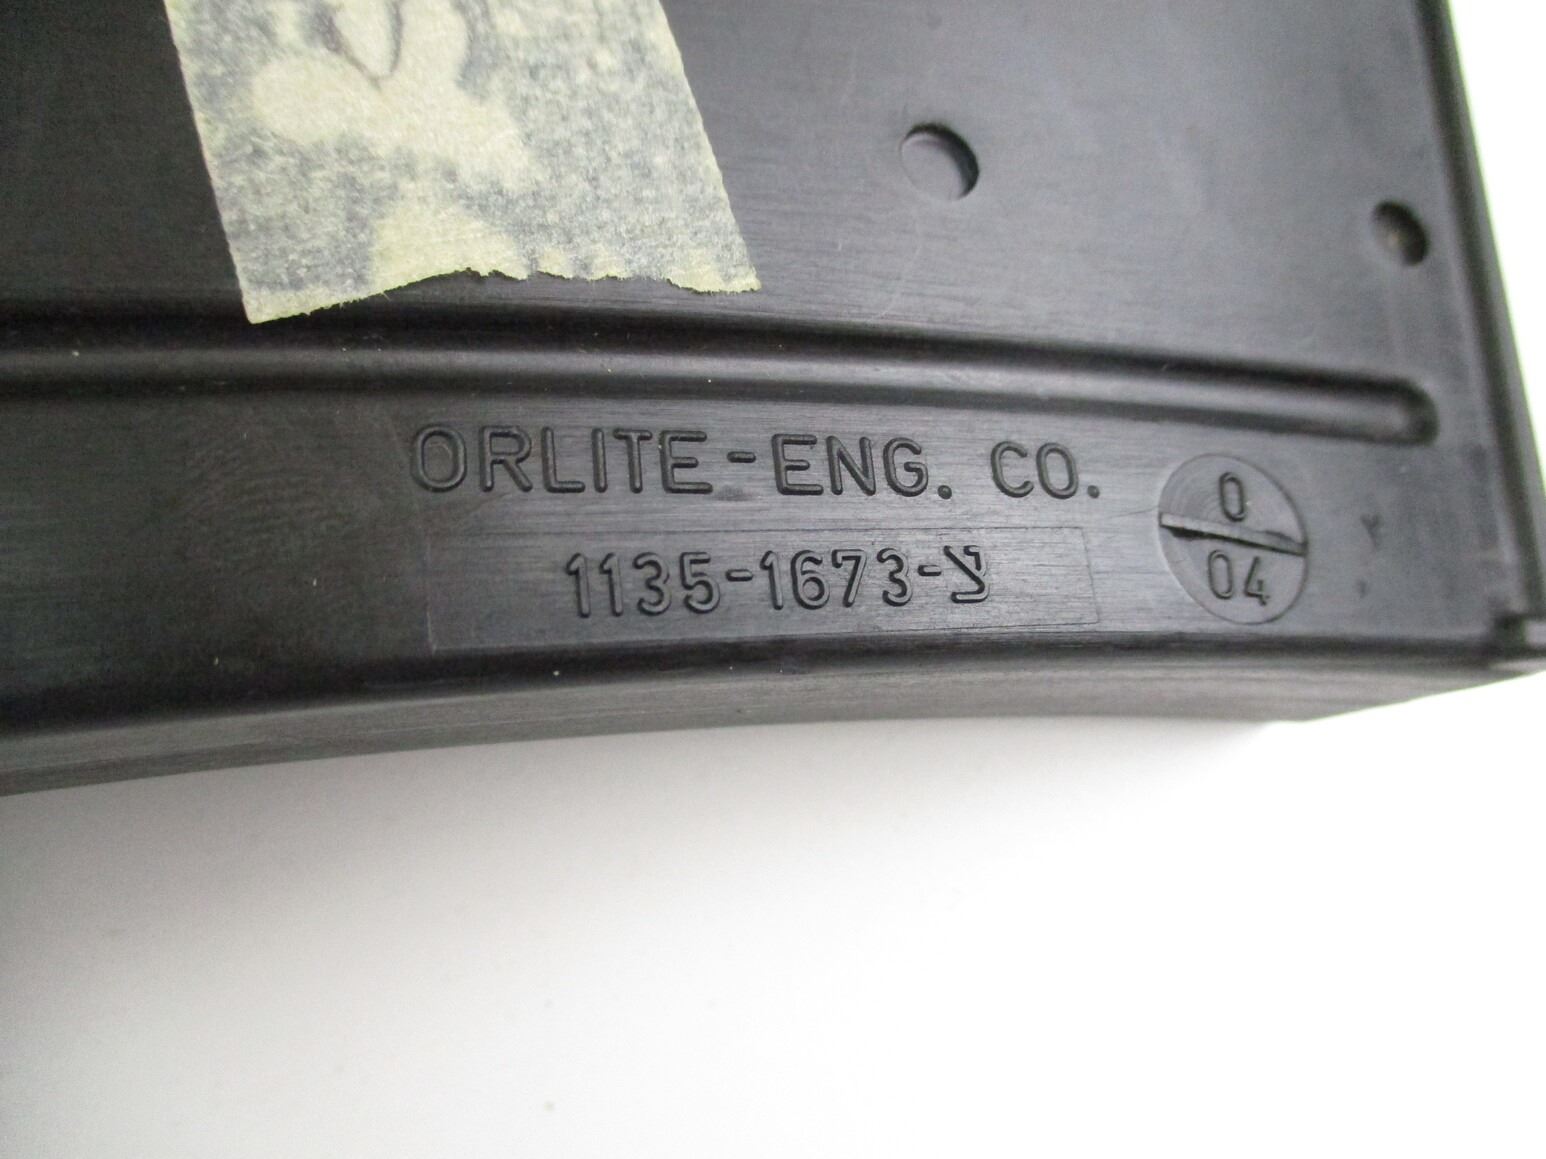 ORLITE-ENG. CO.
1135-1673-צ
0
04